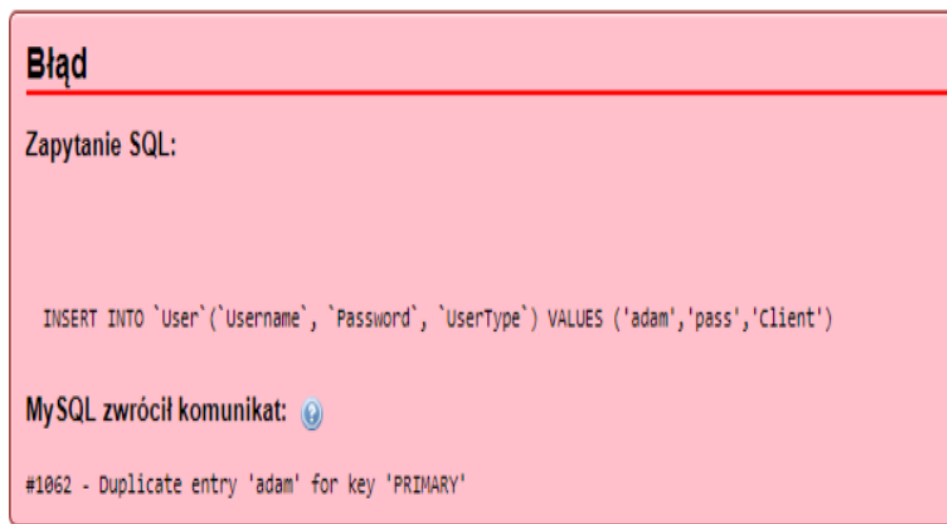 Błąd
Zapytanie SQL:
INSERT INTO `User`(`Username`, `Password`, `UserType`) VALUES ('adam','pass','Client')
MySQL zwrócił komunikat:
#1062 - Duplicate entry 'adam' for key 'PRIMARY'